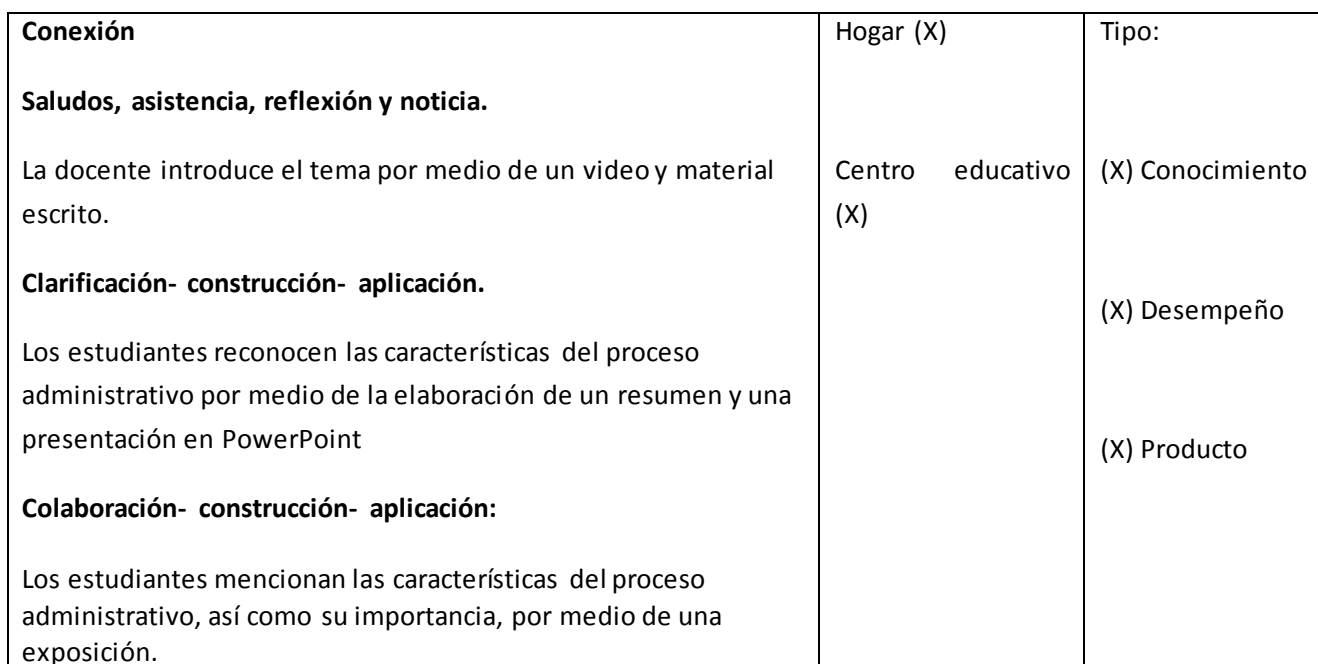 Conexión
Saludos, asistencia, reflexión y noticia.
La docente introduce el tema por medio de un video y material
escrito.
Clarificación- construcción- aplicación.
Los estudiantes reconocen las características del proceso
administrativo por medio de la elaboración de un resumen y una
presentación en PowerPoint
Colaboración- construcción- aplicación:
Los estudiantes mencionan las características del proceso
administrativo, así como su importancia, por medio de una
exposición.
Hogar (X)
Centro educativo
(X)
Tipo:
(X) Conocimiento
(X) Desempeño
(X) Producto